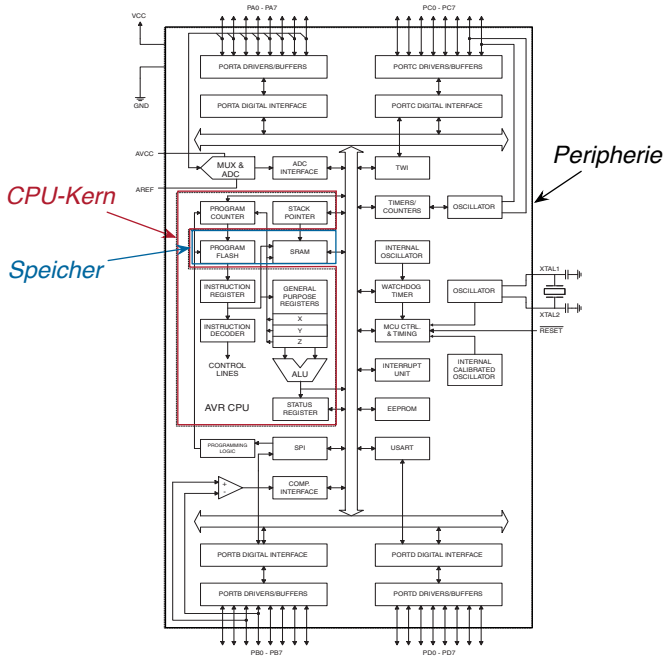 PA0 - PA7
PC0 - PC7
VCC
PORTA DRIVERS/BUFFERS
PORTC DRIVERS/BUFFERS
GND
PORTA DIGITAL INTERFACE
PORTC DIGITAL INTERFACE
AVCC
MUX &
ADC
ADC
INTERFACE
TWI
Peripherie
AREF
CPU-Kern
PROGRAM
COUNTER
STACK
POINTER
TIMERS/
COUNTERS
OSCILLATOR
Speicher
PROGRAM
FLASH
SRAM
INTERNAL
OSCILLATOR
XTAL1
INSTRUCTION
REGISTER
GENERAL
PURPOSE
REGISTERS
WATCHDOG
TIMER
OSCILLATOR
XTAL2
X
INSTRUCTION
DECODER
Y
MCU CTRL.
& TIMING
RESET
Z
CONTROL
LINES
ALU
INTERRUPT
UNIT
INTERNAL
CALIBRATED
OSCILLATOR
AVR CPU
STATUS
REGISTER
EEPROM
PROGRAMMING
LOGIC
SPI
USART
+
-
COMP.
INTERFACE
PORTB DIGITAL INTERFACE
PORTD DIGITAL INTERFACE
PORTB DRIVERS/BUFFERS
PORTD DRIVERS/BUFFERS
PB0 - PB7
PD0 - PD7